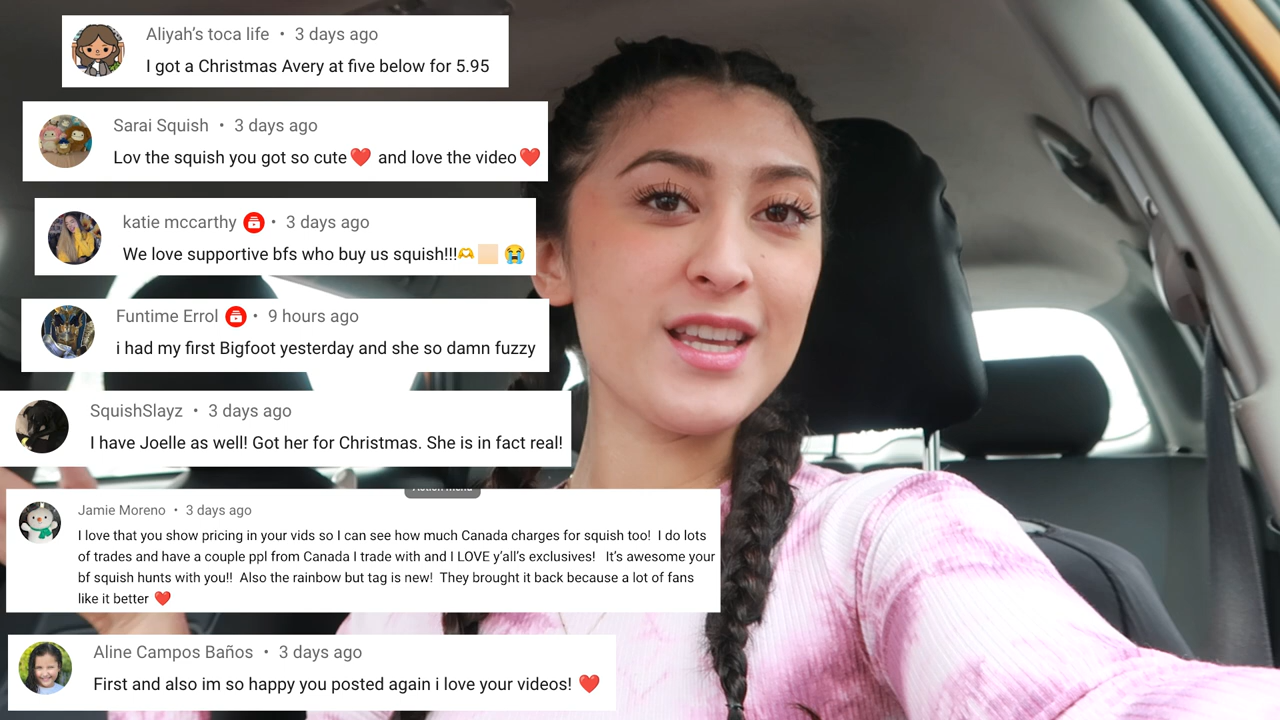 Aliyah’s toca life • 3 days ago
I got a Christmas Avery at five below for 5.95
Sarai Squish • 3 days ago
Lov the squish you got so cute❤️ and love the video❤️
katie mccarthy • 3 days ago
We love supportive bfs who buy us squish!!!🫶🏻😭
Funtime Errol • 9 hours ago
i had my first Bigfoot yesterday and she so damn fuzzy
SquishSlayz • 3 days ago
I have Joelle as well! Got her for Christmas. She is in fact real!
Action menu
Jamie Moreno • 3 days ago
I love that you show pricing in your vids so I can see how much Canada charges for squish too! I do lots
of trades and have a couple ppl from Canada I trade with and I LOVE y’all’s exclusives! It’s awesome your
bf squish hunts with you!! Also the rainbow but tag is new! They brought it back because a lot of fans
like it better ❤️
Aline Campos Baños • 3 days ago
First and also im so happy you posted again i love your videos! ❤️